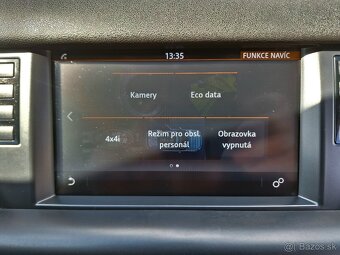 13:35
FUNKCE NAVÍC
Kamery
Eco data
4x4i
Režim pro obsl.
personál
Obrazovka
vypnutá
© Bazos.sk